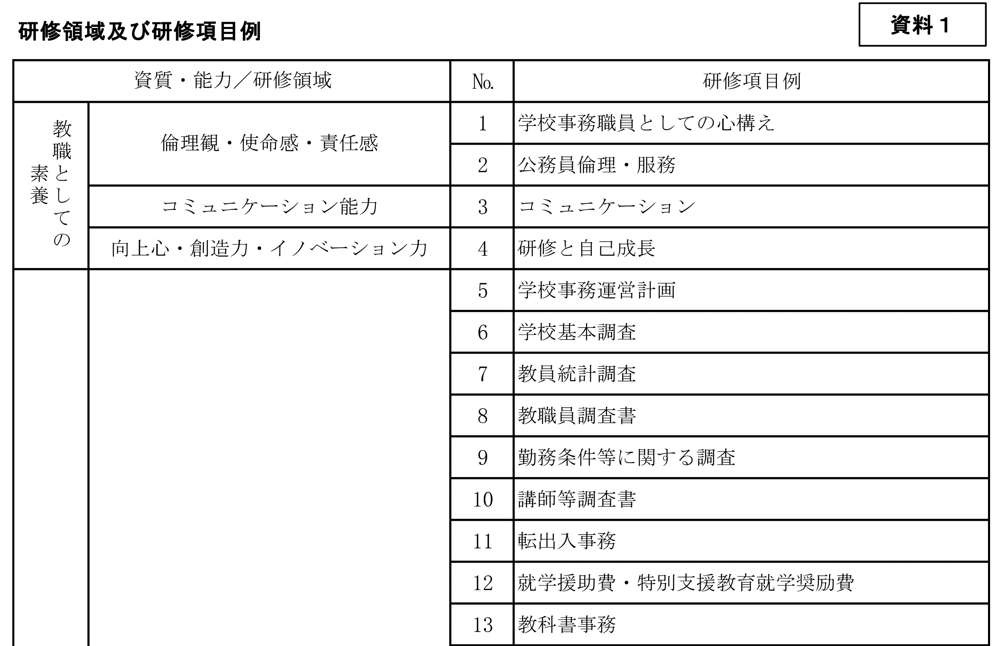 研修領域及び研修項目例
資料1
資質・能力／研修領域 № 研修項目例
教職としての
素養
倫理観・使命感・責任感
1 学校事務職員としての心構え
2 公務員倫理・服務
コミュニケーション能力 3 コミュニケーション
向上心・創造力・イノベーション力 4 研修と自己成長
5 学校事務運営計画
6 学校基本調査
7 教員統計調査
8 教職員調査書
9 勤務条件等に関する調査
10 講師等調査書
11 転出入事務
12 就学援助費・特別支援教育就学奨励費
13 教科書事務